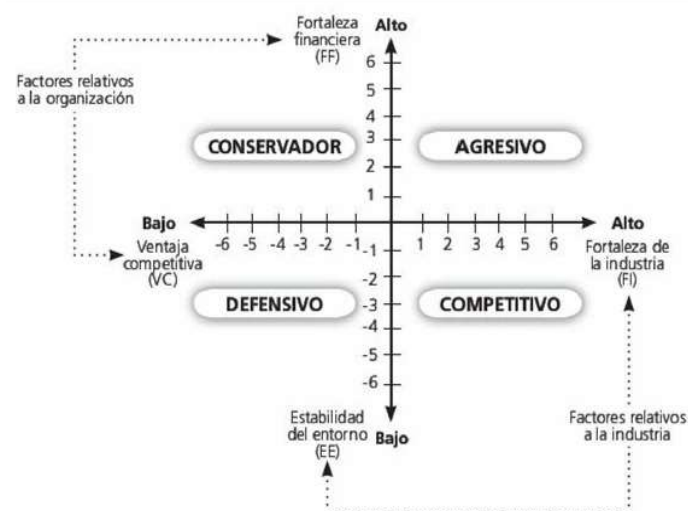 Fortaleza
financiera
(FF)
Alto
Factores relativos
a la organización
6
5
4
3
2
1
CONSERVADOR
AGRESIVO
Bajo
Alto
-6 -5 -4 -3 -2 -1
1 2 3 4 5 6
Ventaja
competitiva
(VC)
Fortaleza de
la industria
(FI)
-1
-2
-3
-4
-5
-6
DEFENSIVO
COMPETITIVO
Estabilidad
del entorno
(EE)
Bajo
Factores relativos
a la industria